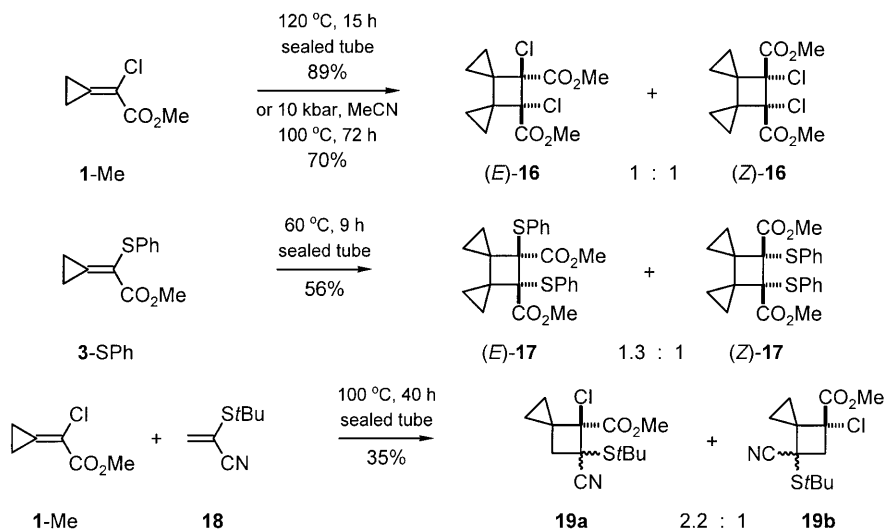 120 °C, 15 h
sealed tube
89%
or 10 kbar, MeCN
100 °C, 72 h
70%
Cl
CO2Me
1-Me
Cl
CO2Me
Cl
CO2Me
(E)-16
+
1 : 1
CO2Me
Cl
Cl
CO2Me
(Z)-16
SPh
CO2Me
3-SPh
60 °C, 9 h
sealed tube
56%
SPh
CO2Me
SPh
CO2Me
(E)-17
+
1.3 : 1
CO2Me
SPh
SPh
CO2Me
(Z)-17
Cl
CO2Me
1-Me
+
StBu
CN
18
100 °C, 40 h
sealed tube
35%
Cl
CO2Me
StBu
CN
19a
+
2.2 : 1
CO2Me
Cl
NC
StBu
19b